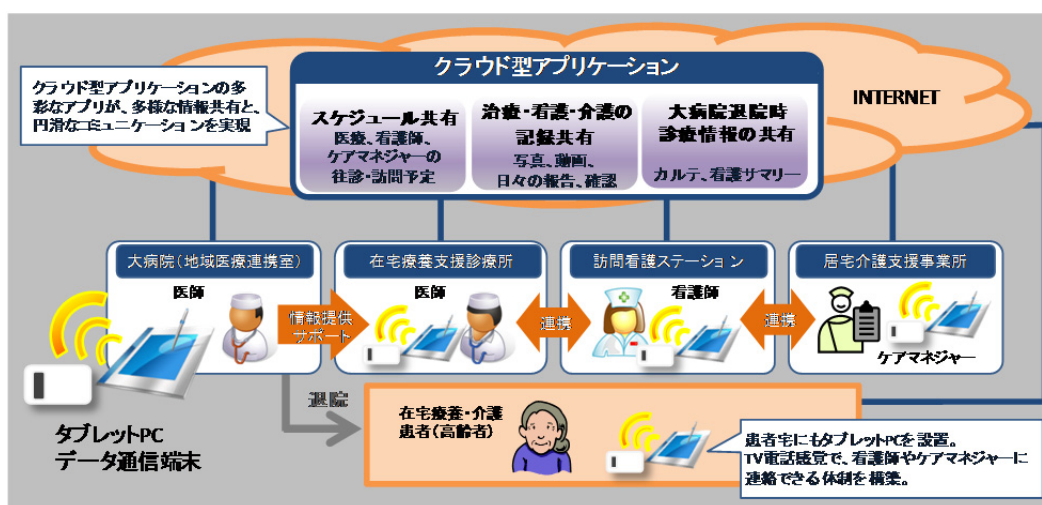 クラウド型アプリケーション
INTERNET
クラウド型アプリケーションの多
彩なアプリが、多様な情報共有と、
円滑なコミュニケーションを実現
スケジュール共有
医療、看護師、
ケアマネジャーの
往診・訪問予定
治療・看護・介護の
記録共有
写真、動画、
日々の報告、確認
大病院退院時
診療情報の共有
カルテ、看護サマリー
大病院(地域医療連携室)
医師
情報提供
サポート
在宅療養支援診療所
医師
連携
訪問看護ステーション
看護師
連携
居宅介護支援事業所
ケアマネジャー
タブレットPC
データ通信端末
退院
在宅療養・介護
患者(高齢者)
患者宅にもタブレットPCを設置。
TV電話感覚で、看護師やケアマネジャーに
連絡できる体制を構築。